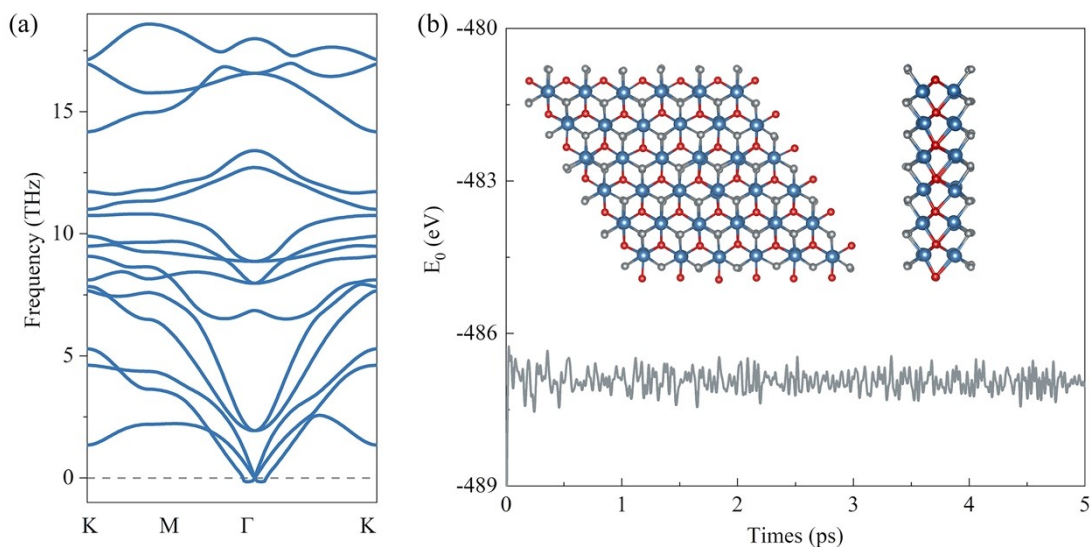 (a)
Frequency (THz)
15
10
5
0
K M Γ K
(b)
E₀ (eV)
-480
-483
-486
-489
0 1 2 3 4 5
Times (ps)